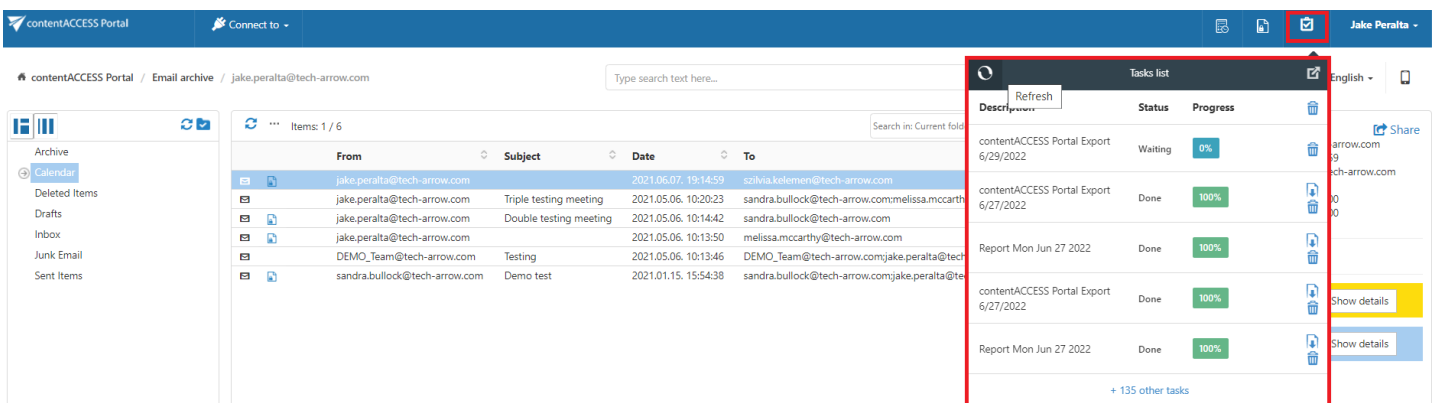 contentACCESS Portal Connect to Jake Peralta
contentACCESS Portal / Email archive / jake.peralta@tech-arrow.com Type search text here... English
Tasks list
Refresh
Description Status Progress
contentACCESS Portal Export 6/29/2022 Waiting 0%
contentACCESS Portal Export 6/27/2022 Done 100%
Report Mon Jun 27 2022 Done 100%
contentACCESS Portal Export 6/27/2022 Done 100%
Report Mon Jun 27 2022 Done 100%
+ 135 other tasks
Archive
Calendar
Deleted Items
Drafts
Inbox
Junk Email
Sent Items
Items: 1 / 6 Search in: Current fold
From Subject Date To
jake.peralta@tech-arrow.com 2021.06.07. 19:14:59 szilvia.kelemen@tech-arrow.com
jake.peralta@tech-arrow.com Triple testing meeting 2021.05.06. 10:20:23 sandra.bullock@tech-arrow.com;melissa.mccarth
jake.peralta@tech-arrow.com Double testing meeting 2021.05.06. 10:14:42 sandra.bullock@tech-arrow.com
jake.peralta@tech-arrow.com 2021.05.06. 10:13:50 melissa.mccarthy@tech-arrow.com
DEMO_Team@tech-arrow.com Testing 2021.05.06. 10:13:46 DEMO_Team@tech-arrow.com;jake.peralta@tech
sandra.bullock@tech-arrow.com Demo test 2021.01.15. 15:54:38 sandra.bullock@tech-arrow.com;jake.peralta@te
Share
arrow.com
ech-arrow.com
Show details
Show details